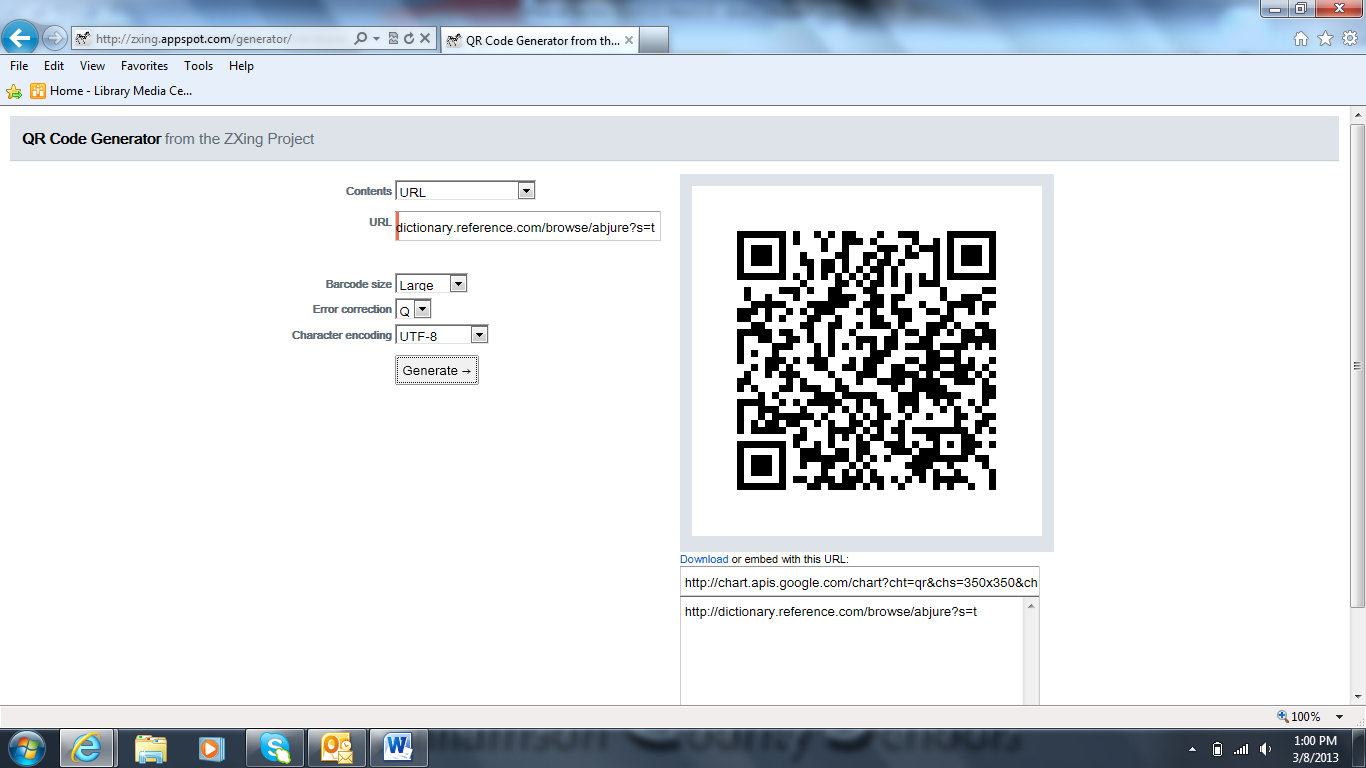 http://zxing.appspot.com/generator/
QR Code Generator from th...
File Edit View Favorites Tools Help
Home - Library Media Ce...
QR Code Generator from the ZXing Project
Contents URL
URL dictionary.reference.com/browse/abjure?s=t
Barcode size Large
Error correction Q
Character encoding UTF-8
Generate →
Download or embed with this URL:
http://chart.apis.google.com/chart?cht=qr&chs=350x350&ch
http://dictionary.reference.com/browse/abjure?s=t
100%
1:00 PM
3/8/2013